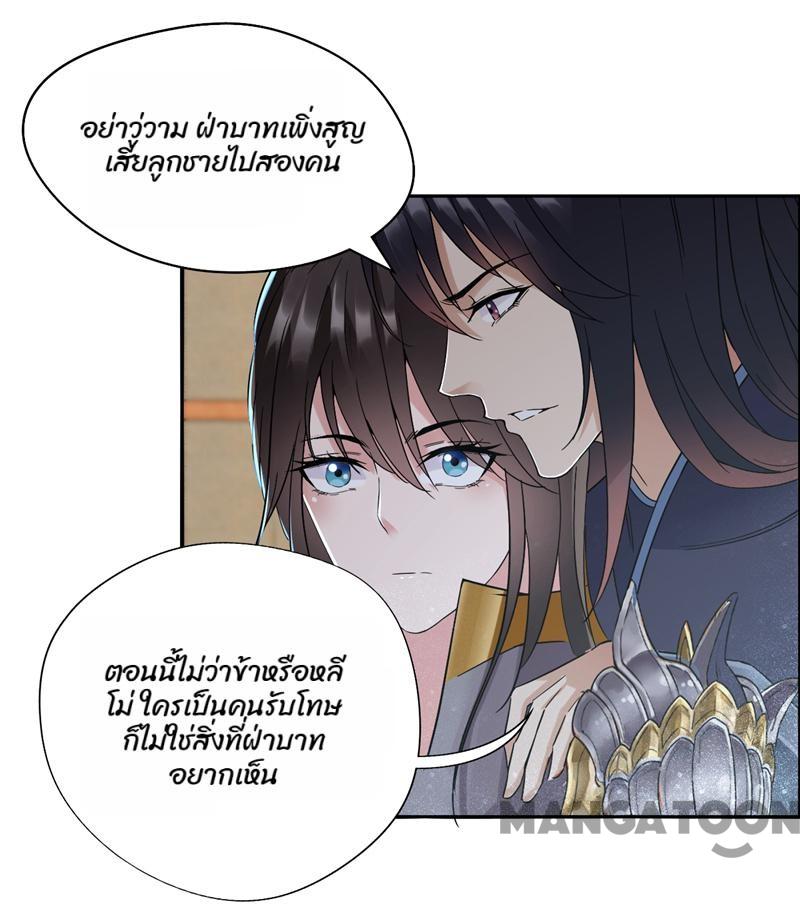 อย่าวู่วาม ฝ่าบาทเพิ่งสูญ
เสียลูกชายไปสองคน
ตอนนี้ไม่ว่าข้าหรือหลี
โม่ ใครเป็นคนรับโทษ
ก็ไม่ใช่สิ่งที่ฝ่าบาท
อยากเห็น
MANGATOON